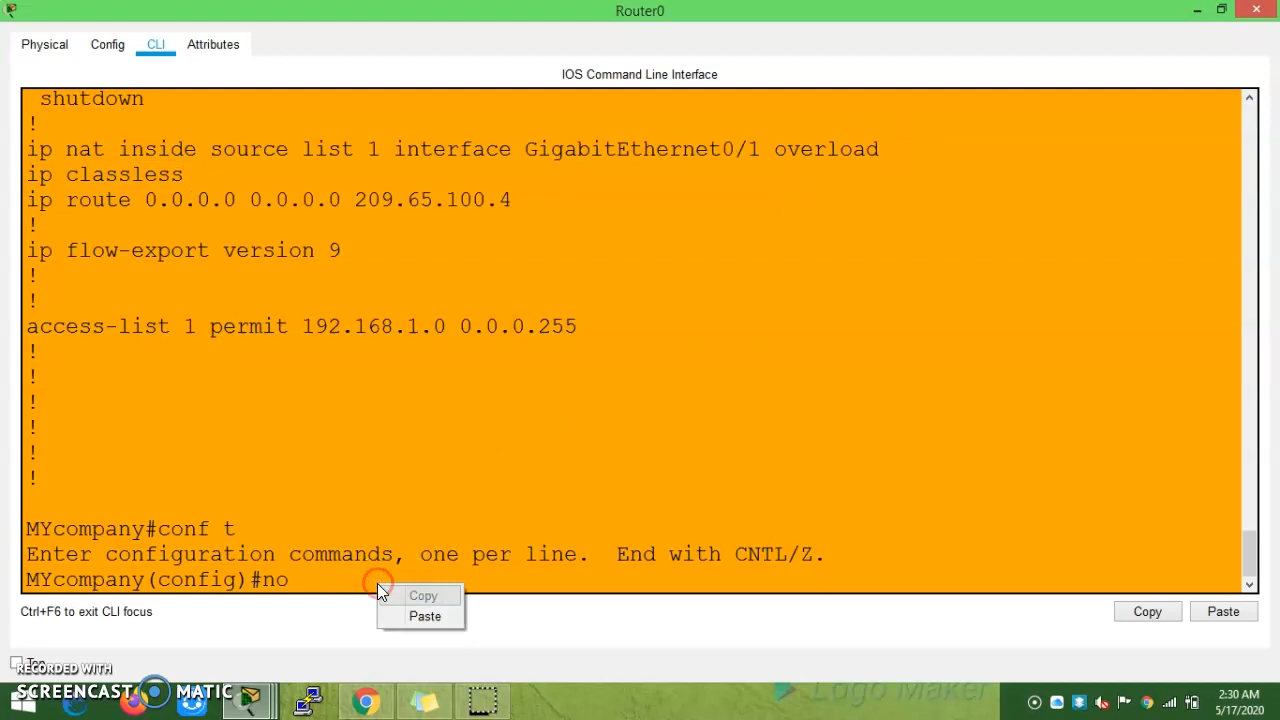 Router0
Physical Config CLI Attributes
IOS Command Line Interface
shutdown
!
ip nat inside source list 1 interface GigabitEthernet0/1 overload
ip classless
ip route 0.0.0.0 0.0.0.0 209.65.100.4
!
ip flow-export version 9
!
!
access-list 1 permit 192.168.1.0 0.0.0.255
!
!
!
!
!
!
MYcompany#conf t
Enter configuration commands, one per line. End with CNTL/Z.
MYcompany(config)#no
Copy
Paste
Ctrl+F6 to exit CLI focus
Copy Paste
RECORDED WITH
SCREENCAST MATIC
Logo Maker
2:30 AM
5/17/2020